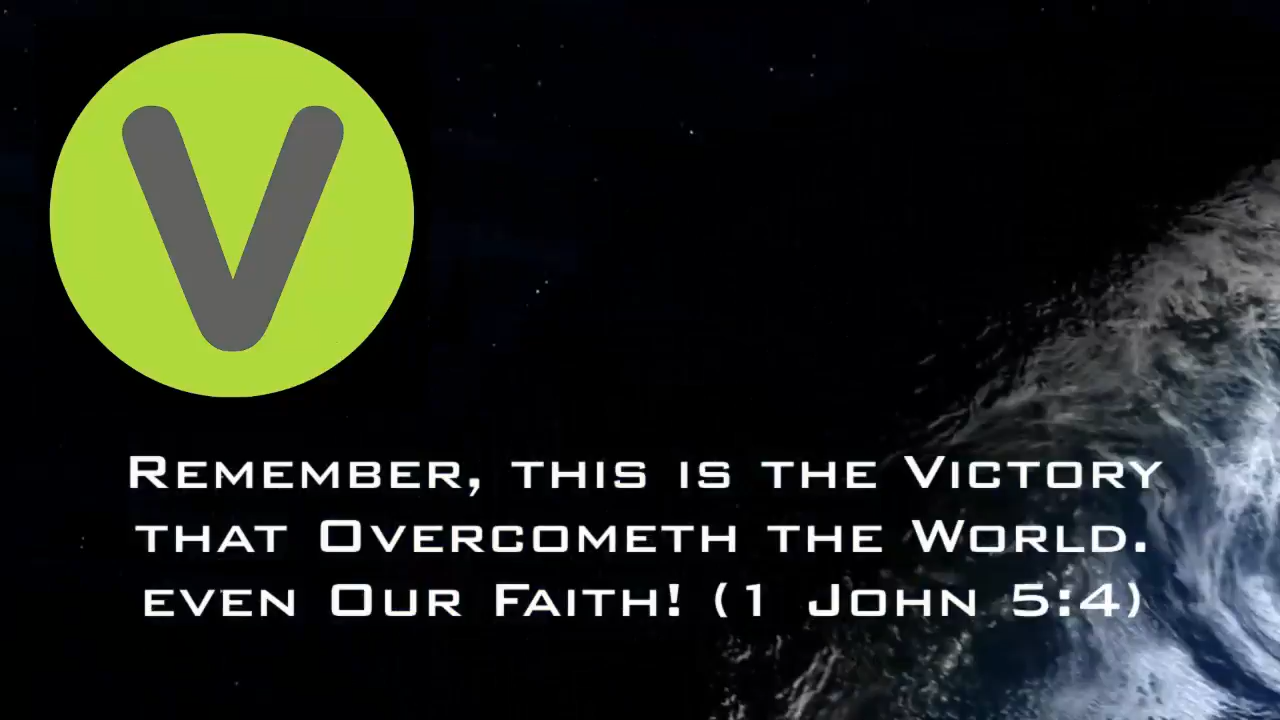 V
Remember, this is the Victory
that Overcometh the World.
even Our Faith! (1 John 5:4)